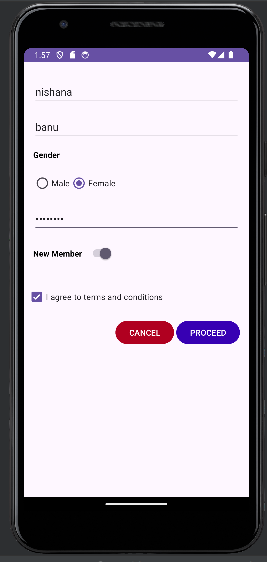 1:57
nishana
banu
Gender
Male Female
••••••••
New Member
I agree to terms and conditions
CANCEL PROCEED